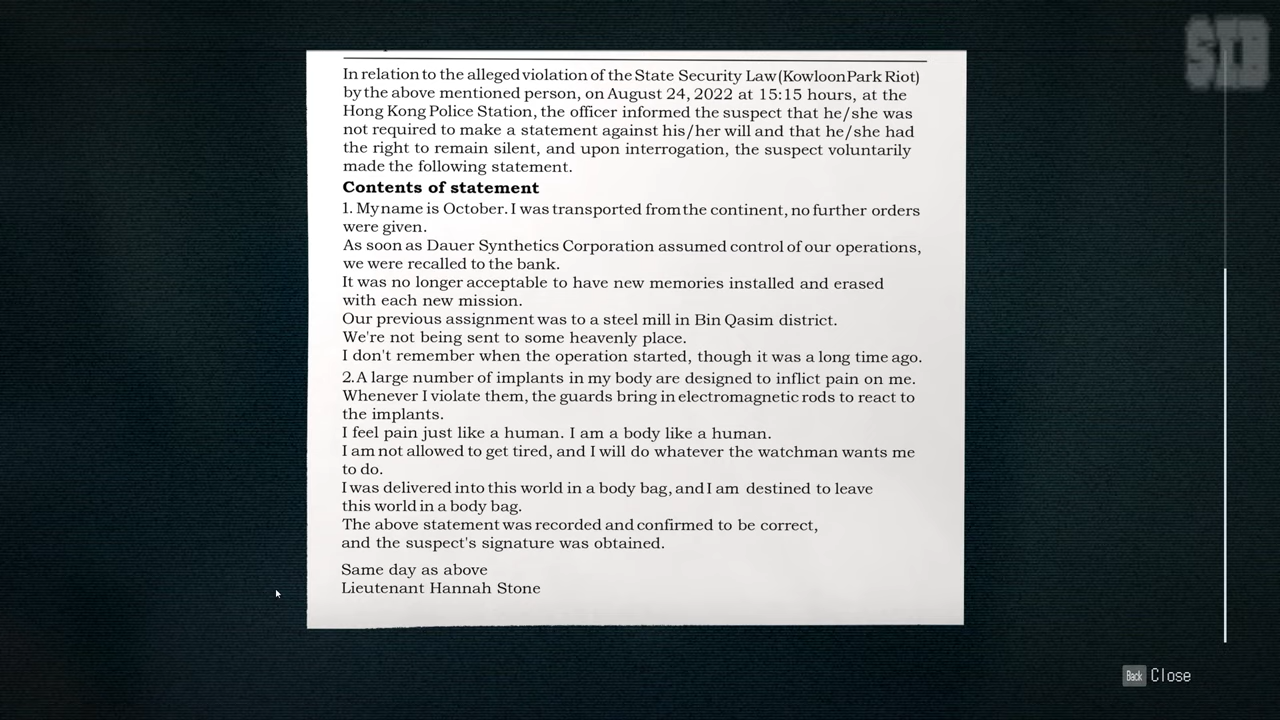 STB
In relation to the alleged violation of the State Security Law (Kowloon Park Riot)
by the above mentioned person, on August 24, 2022 at 15:15 hours, at the
Hong Kong Police Station, the officer informed the suspect that he/she was
not required to make a statement against his/her will and that he/she had
the right to remain silent, and upon interrogation, the suspect voluntarily
made the following statement.
Contents of statement
1. My name is October. I was transported from the continent, no further orders
were given.
As soon as Dauer Synthetics Corporation assumed control of our operations,
we were recalled to the bank.
It was no longer acceptable to have new memories installed and erased
with each new mission.
Our previous assignment was to a steel mill in Bin Qasim district.
We're not being sent to some heavenly place.
I don't remember when the operation started, though it was a long time ago.
2. A large number of implants in my body are designed to inflict pain on me.
Whenever I violate them, the guards bring in electromagnetic rods to react to
the implants.
I feel pain just like a human. I am a body like a human.
I am not allowed to get tired, and I will do whatever the watchman wants me
to do.
I was delivered into this world in a body bag, and I am destined to leave
this world in a body bag.
The above statement was recorded and confirmed to be correct,
and the suspect's signature was obtained.
Same day as above
Lieutenant Hannah Stone
Back Close